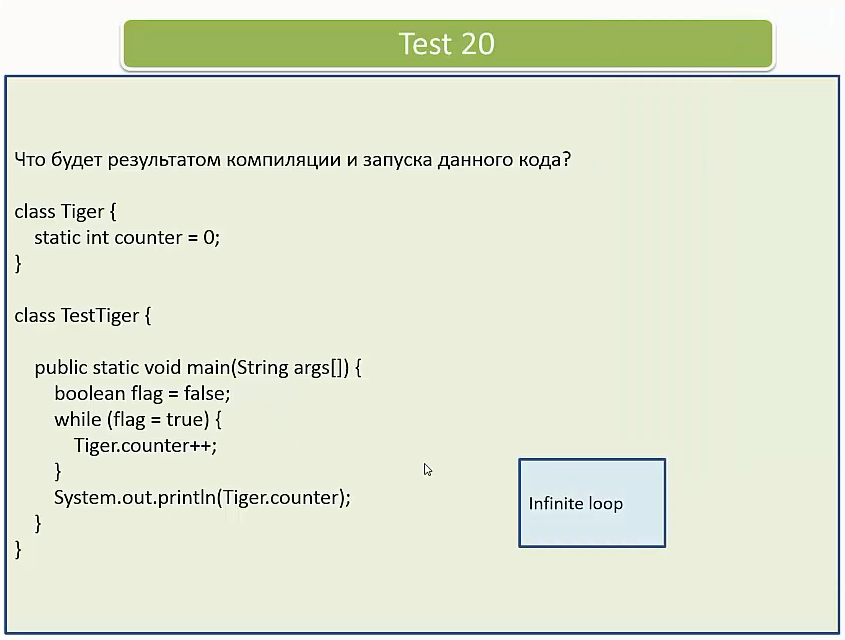 Test 20
Что будет результатом компиляции и запуска данного кода?
class Tiger {
static int counter = 0;
}
class TestTiger {
public static void main(String args[]) {
boolean flag = false;
while (flag = true) {
Tiger.counter++;
}
System.out.println(Tiger.counter);
}
}
Infinite loop